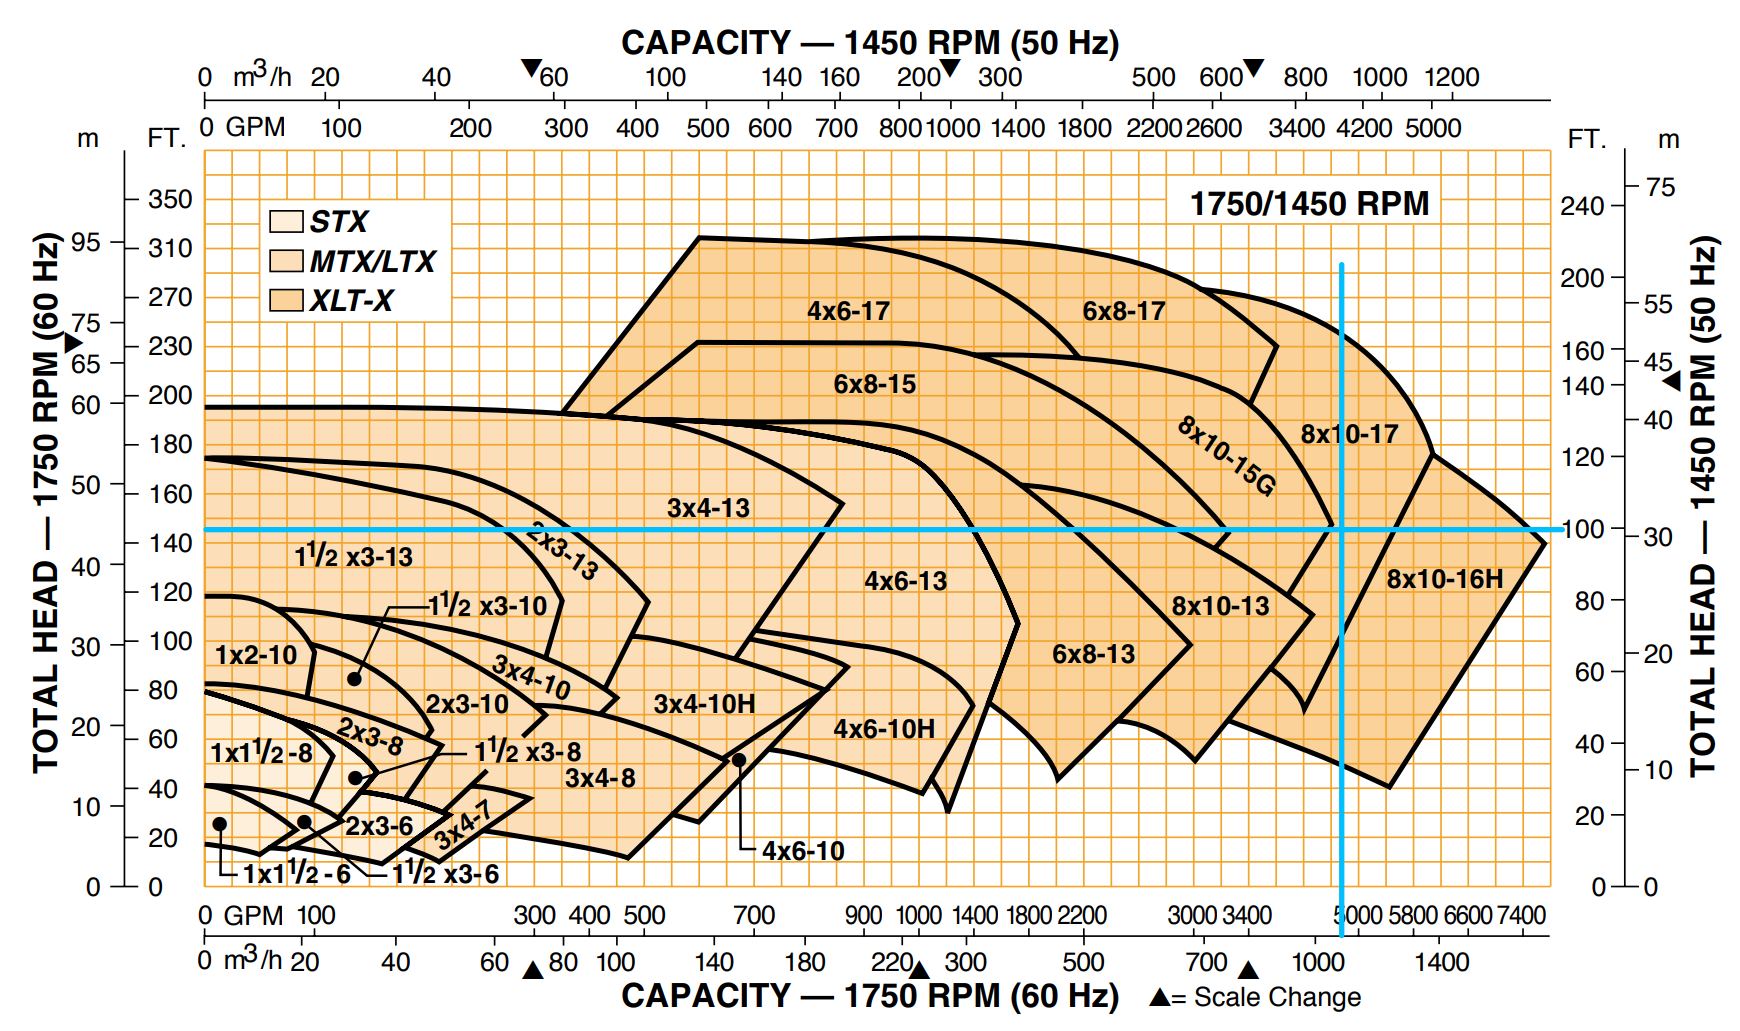 CAPACITY — 1450 RPM (50 Hz)
0 m3/h 20 40 ▼ 60 100 140 160 200 ▼ 300 500 600 ▼ 800 1000 1200
0 GPM 100 200 300 400 500 600 700 800 1000 1400 1800 2200 2600 3400 4200 5000
m FT. FT. m
TOTAL HEAD — 1750 RPM (60 Hz)
95
75
▼
65
60
50
40
30
20
10
0
350
310
270
230
200
180
160
140
120
100
80
60
40
20
0
STX
MTX/LTX
XLT-X
1750/1450 RPM
4x6-17
6x8-17
6x8-15
8x10-15G
8x10-17
3x4-13
2x3-13
1 1/2 x3-13
4x6-13
8x10-16H
1 1/2 x3-10
8x10-13
1x2-10
3x4-10
6x8-13
2x3-10
3x4-10H
4x6-10H
2x3-8
1x1 1/2 -8
1 1/2 x3-8
3x4-8
2x3-6
3x4-7
4x6-10
1x1 1/2 -6
1 1/2 x3-6
240
200
160
140
120
100
80
60
40
20
0
75
55
45
▲
40
30
20
10
0
TOTAL HEAD — 1450 RPM (50 Hz)
0 GPM 100 300 400 500 700 900 1000 1400 1800 2200 3000 3400 5000 5800 6600 7400
0 m3/h 20 40 60 ▲ 80 100 140 180 220 ▲ 300 500 700 ▲ 1000 1400
CAPACITY — 1750 RPM (60 Hz) ▲= Scale Change